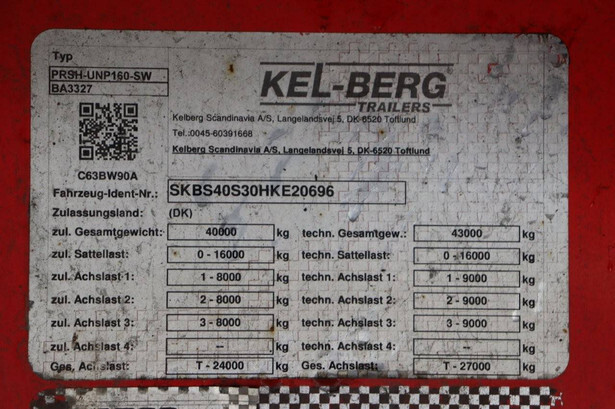 Typ
PRSH-UNP160-SW
BA3327
KEL-BERG
TRAILERS
Kelberg Scandinavia A/S, Langelandsvej 5, DK-6520 Toftlund
Tel.:0045-60391668
Kelberg Scandinavia A/S, Langelandsvej 5, DK-6520 Toftlund
C63BW90A
Fahrzeug-Ident-Nr.: SKBS40S30HKE20696
Zulassungsland: (DK)
zul. Gesamtgewicht: 40000 kg techn. Gesamtgew.: 43000 kg
zul. Sattellast: 0 -16000 kg techn. Sattellast: 0 -16000 kg
zul. Achslast 1: 1 - 8000 kg techn. Achslast 1: 1 - 9000 kg
zul. Achslast 2: 2 - 8000 kg techn. Achslast 2: 2 - 9000 kg
zul. Achslast 3: 3 - 8000 kg techn. Achslast 3: 3 - 9000 kg
zul. Achslast 4: -- kg techn. Achslast 4: -- kg
Ges. Achslast T - 24000 kg Ges. Achslast: T - 27000 kg